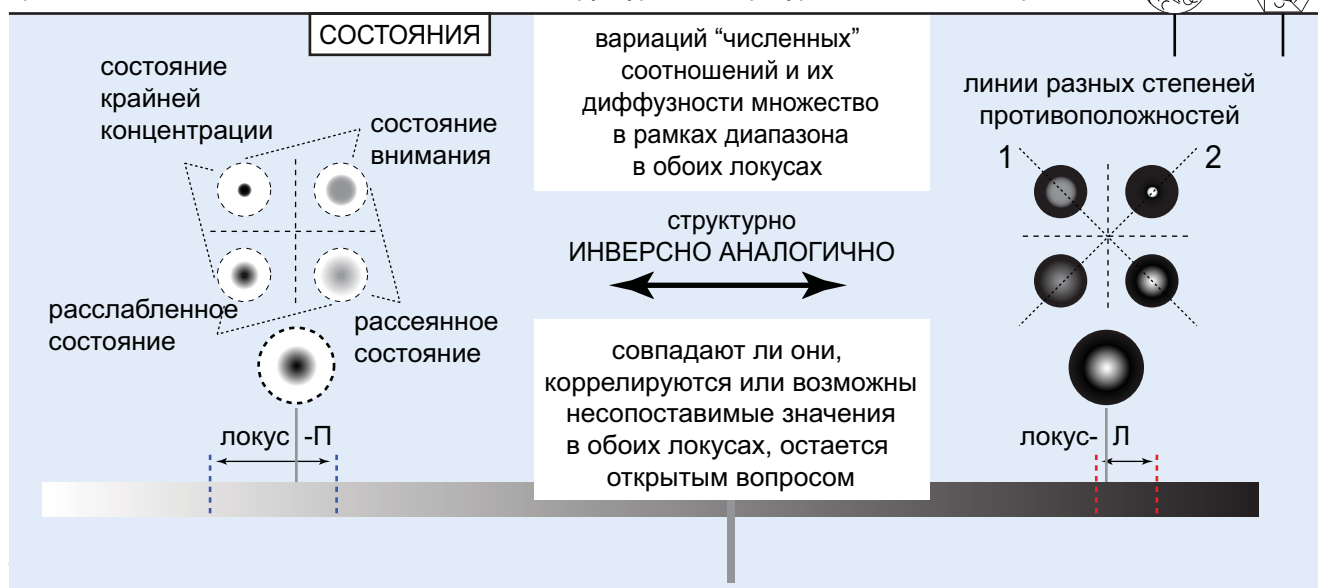 СОСТОЯНИЯ
состояние
крайней
концентрации
состояние
внимания
расслабленное
состояние
рассеянное
состояние
локус -П
вариаций “численных”
соотношений и их
диффузности множество
в рамках диапазона
в обоих локусах
структурно
ИНВЕРСНО АНАЛОГИЧНО
совпадают ли они,
коррелируются или возможны
несопоставимые значения
в обоих локусах, остается
открытым вопросом
линии разных степеней
противоположностей
1 2
локус- Л